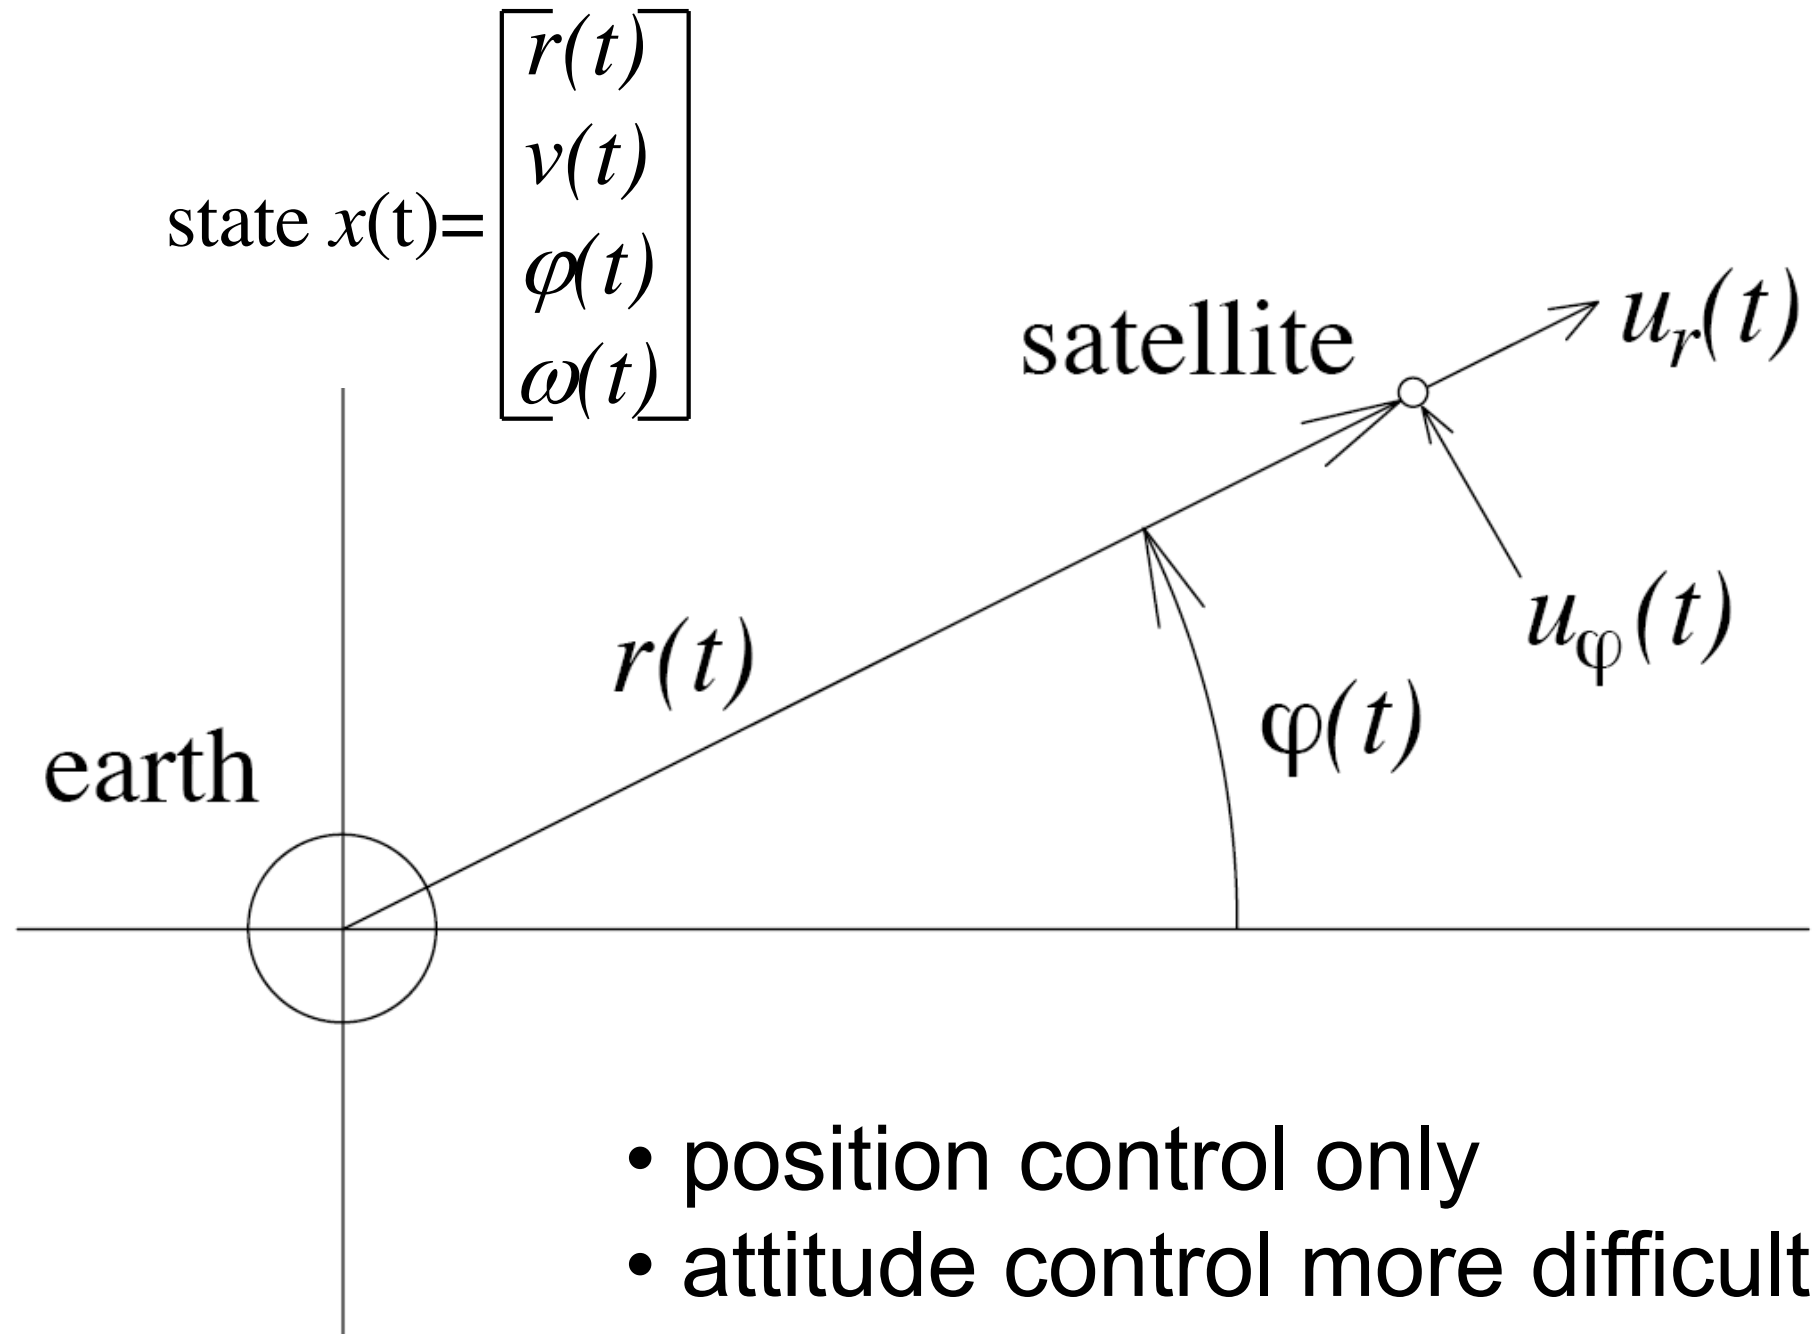 r(t)
v(t)
state x(t)=
φ(t)
ω(t)
satellite
u_r(t)
u_φ(t)
r(t)
φ(t)
earth
• position control only
• attitude control more difficult